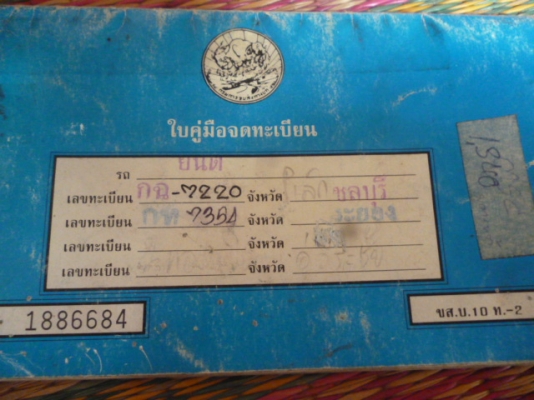 ใบคู่มือจดทะเบียน
รถ ยนต์
เลขทะเบียน กฉ-7220 จังหวัด ชลบุรี
เลขทะเบียน กท 7354 จังหวัด ระยอง
เลขทะเบียน จังหวัด
เลขทะเบียน จังหวัด
1886684
ขส.บ.10 ท.-2